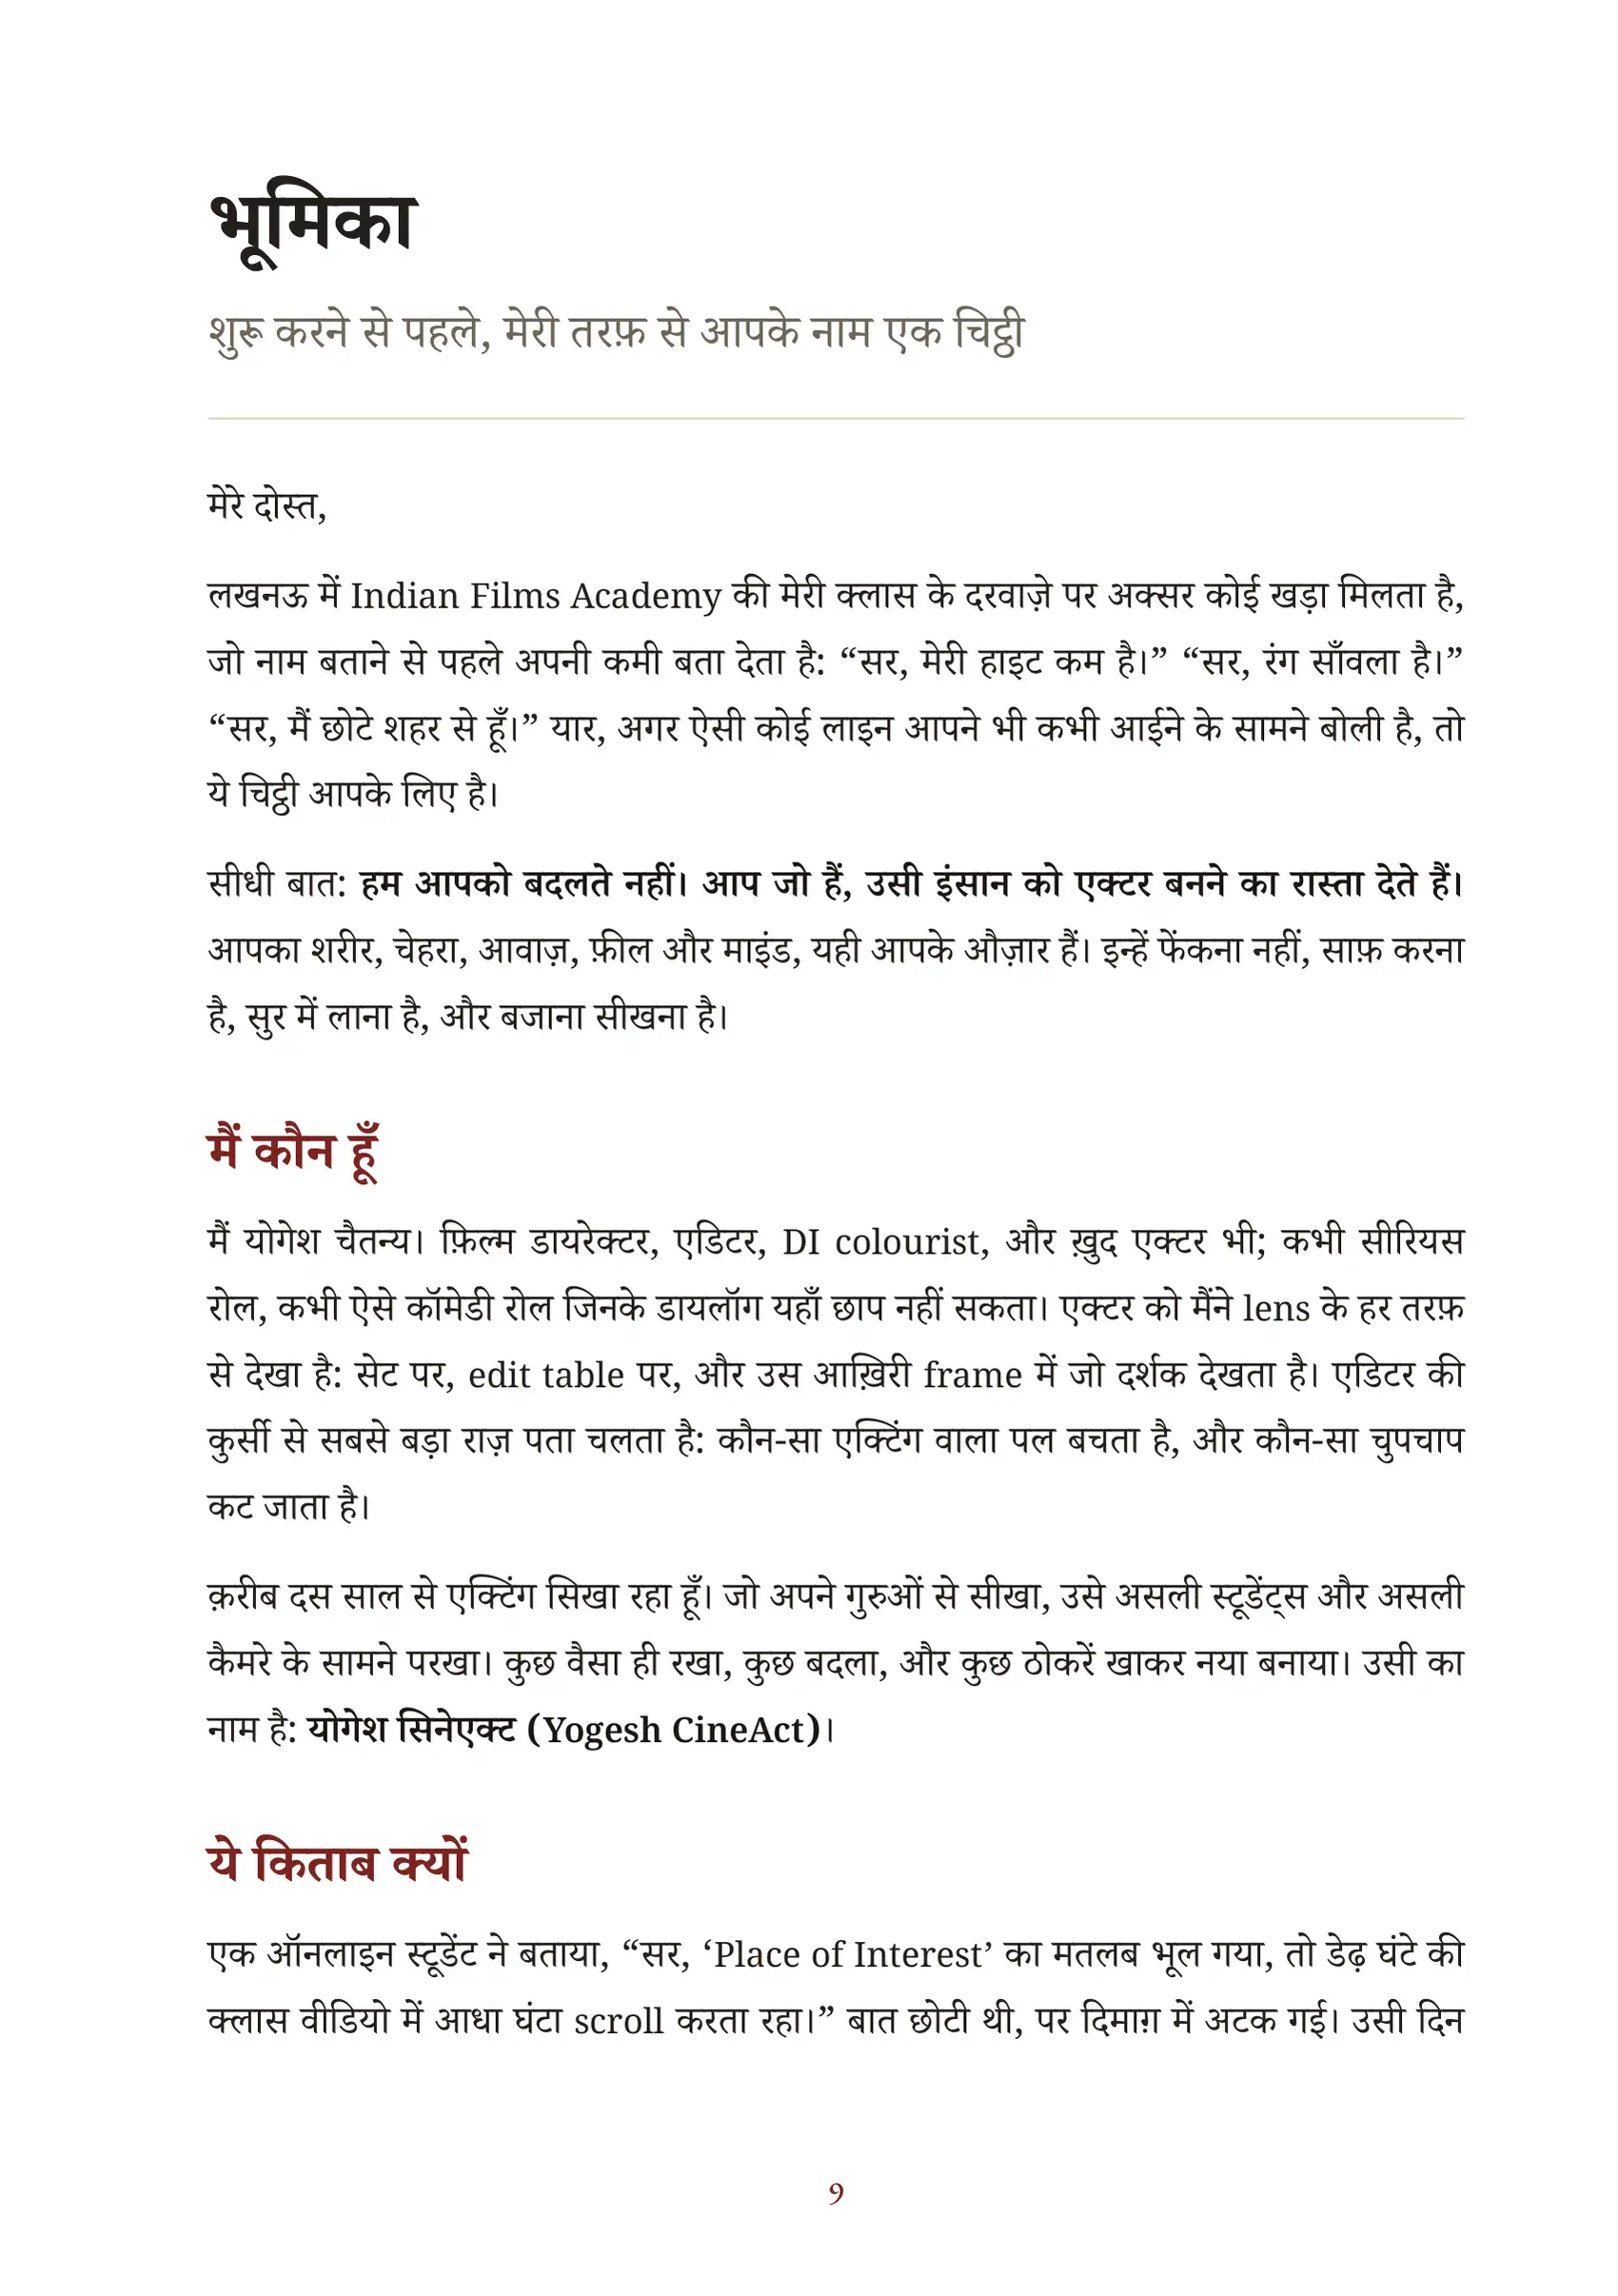 भूमिका
शुरू करने से पहले, मेरी तरफ़ से आपके नाम एक चिट्ठी
मेरे दोस्त,
लखनऊ में Indian Films Academy की मेरी क्लास के दरवाज़े पर अक्सर कोई खड़ा मिलता है,
जो नाम बताने से पहले अपनी कमी बता देता है: “सर, मेरी हाइट कम है।” “सर, रंग साँवला है।”
“सर, मैं छोटे शहर से हूँ।” यार, अगर ऐसी कोई लाइन आपने भी कभी आईने के सामने बोली है, तो
ये चिट्ठी आपके लिए है।
सीधी बात: हम आपको बदलते नहीं। आप जो हैं, उसी इंसान को एक्टर बनने का रास्ता देते हैं।
आपका शरीर, चेहरा, आवाज़, फ़ील और माइंड, यही आपके औज़ार हैं। इन्हें फेंकना नहीं, साफ़ करना
है, सुर में लाना है, और बजाना सीखना है।
मैं कौन हूँ
मैं योगेश चैतन्य। फ़िल्म डायरेक्टर, एडिटर, DI colourist, और ख़ुद एक्टर भी; कभी सीरियस
रोल, कभी ऐसे कॉमेडी रोल जिनके डायलॉग यहाँ छाप नहीं सकता। एक्टर को मैंने lens के हर तरफ़
से देखा है: सेट पर, edit table पर, और उस आख़िरी frame में जो दर्शक देखता है। एडिटर की
कुर्सी से सबसे बड़ा राज़ पता चलता है: कौन-सा एक्टिंग वाला पल बचता है, और कौन-सा चुपचाप
कट जाता है।
क़रीब दस साल से एक्टिंग सिखा रहा हूँ। जो अपने गुरुओं से सीखा, उसे असली स्टूडेंट्स और असली
कैमरे के सामने परखा। कुछ वैसा ही रखा, कुछ बदला, और कुछ ठोकरें खाकर नया बनाया। उसी का
नाम है: योगेश सिनेएक्ट (Yogesh CineAct)।
ये किताब क्यों
एक ऑनलाइन स्टूडेंट ने बताया, “सर, ‘Place of Interest’ का मतलब भूल गया, तो डेढ़ घंटे की
क्लास वीडियो में आधा घंटा scroll करता रहा।” बात छोटी थी, पर दिमाग़ में अटक गई। उसी दिन
9